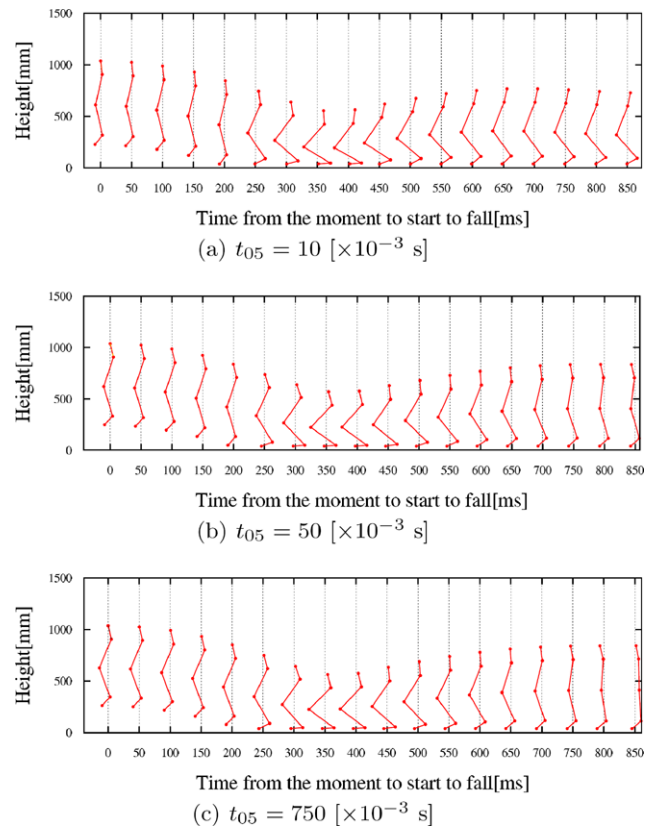 1500
1000
500
0
Height[mm]
0 50 100 150 200 250 300 350 400 450 500 550 600 650 700 750 800 850
Time from the moment to start to fall[ms]
(a) t₀₅ = 10 [×10⁻³ s]
1500
1000
500
0
Height[mm]
0 50 100 150 200 250 300 350 400 450 500 550 600 650 700 750 800 850
Time from the moment to start to fall[ms]
(b) t₀₅ = 50 [×10⁻³ s]
1500
1000
500
0
Height[mm]
0 50 100 150 200 250 300 350 400 450 500 550 600 650 700 750 800 850
Time from the moment to start to fall[ms]
(c) t₀₅ = 750 [×10⁻³ s]